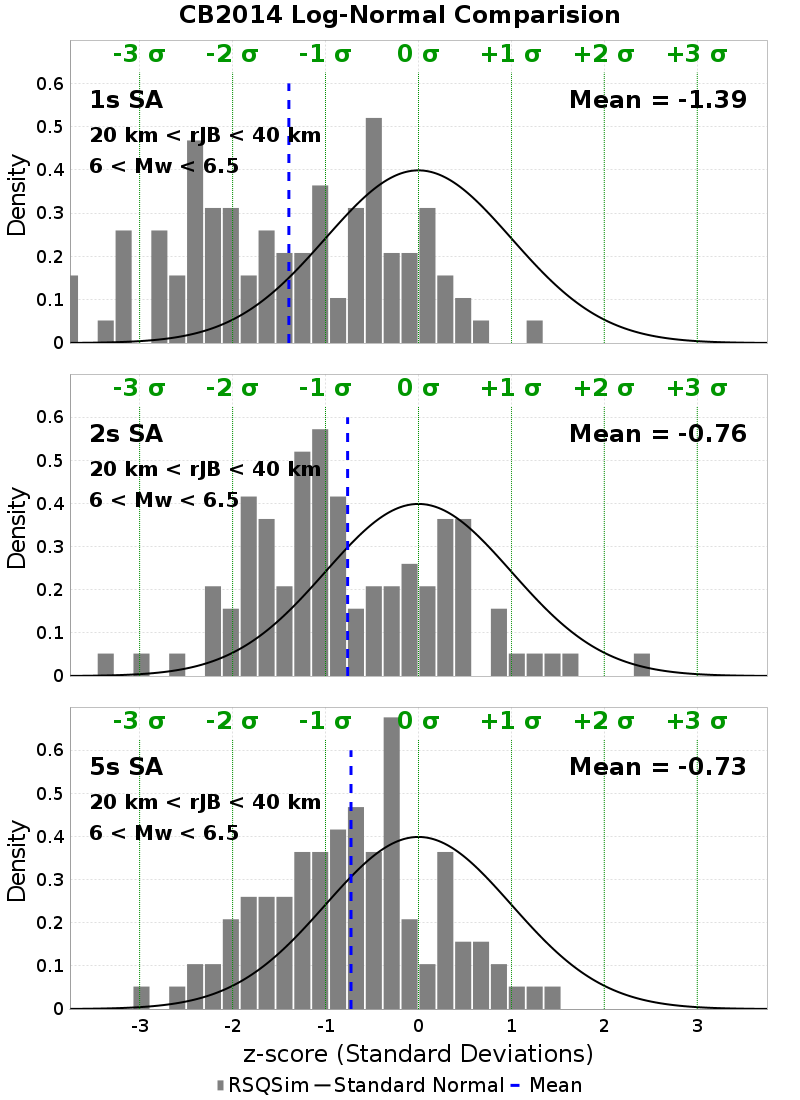 CB2014 Log-Normal Comparision
-3 σ -2 σ -1 σ 0 σ +1 σ +2 σ +3 σ
0.6
1s SA Mean = -1.39
20 km < rJB < 40 km
0.5
6 < Mw < 6.5
0.4
0.3
0.2
0.1
0
Density
-3 σ -2 σ -1 σ 0 σ +1 σ +2 σ +3 σ
0.6
2s SA Mean = -0.76
20 km < rJB < 40 km
0.5
6 < Mw < 6.5
0.4
0.3
0.2
0.1
0
Density
-3 σ -2 σ -1 σ 0 σ +1 σ +2 σ +3 σ
0.6
5s SA Mean = -0.73
20 km < rJB < 40 km
0.5
6 < Mw < 6.5
0.4
0.3
0.2
0.1
0
Density
-3 -2 -1 0 1 2 3
z-score (Standard Deviations)
RSQSim Standard Normal Mean